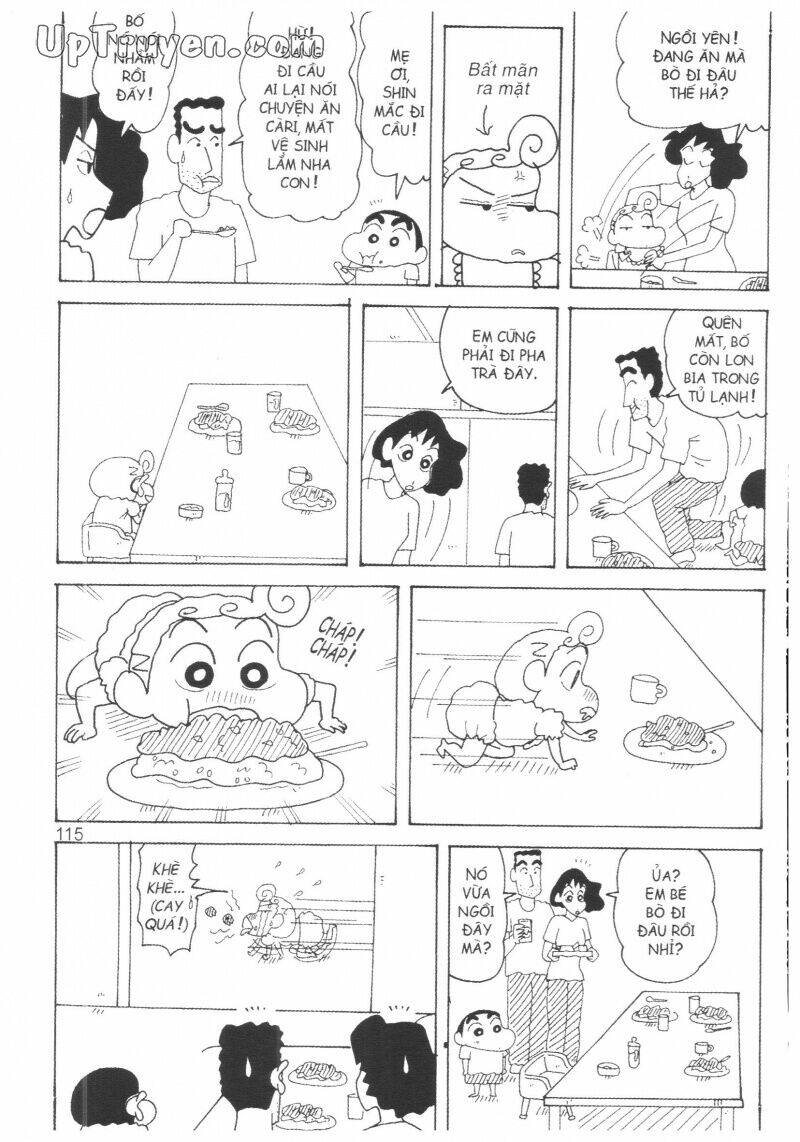 UpTruyen.com
NGỒI YÊN!
ĐANG ĂN MÀ
BÒ ĐI ĐÂU
THẾ HẢ?
Bất mãn
ra mặt
MẸ
ƠI,
SHIN
MẮC ĐI
CẦU!
HỪ!
ĐANG
ĐI CẦU
AI LẠI NÓI
CHUYỆN ĂN
CÀRI, MẤT
VỆ SINH
LẮM NHA
CON!
BỐ
NÓ NÓI
NHẦM
RỒI
ĐẤY!
QUÊN
MẤT, BỐ
CÒN LON
BIA TRONG
TỦ LẠNH!
EM CŨNG
PHẢI ĐI PHA
TRÀ ĐÂY.
CHÁP!
CHÁP!
115
ỦA?
EM BÉ
BÒ ĐI
ĐÂU RỒI
NHỈ?
NÓ
VỪA
NGỒI
ĐÂY
MÀ?
KHÈ
KHÈ...
(CAY
QUÁ!)